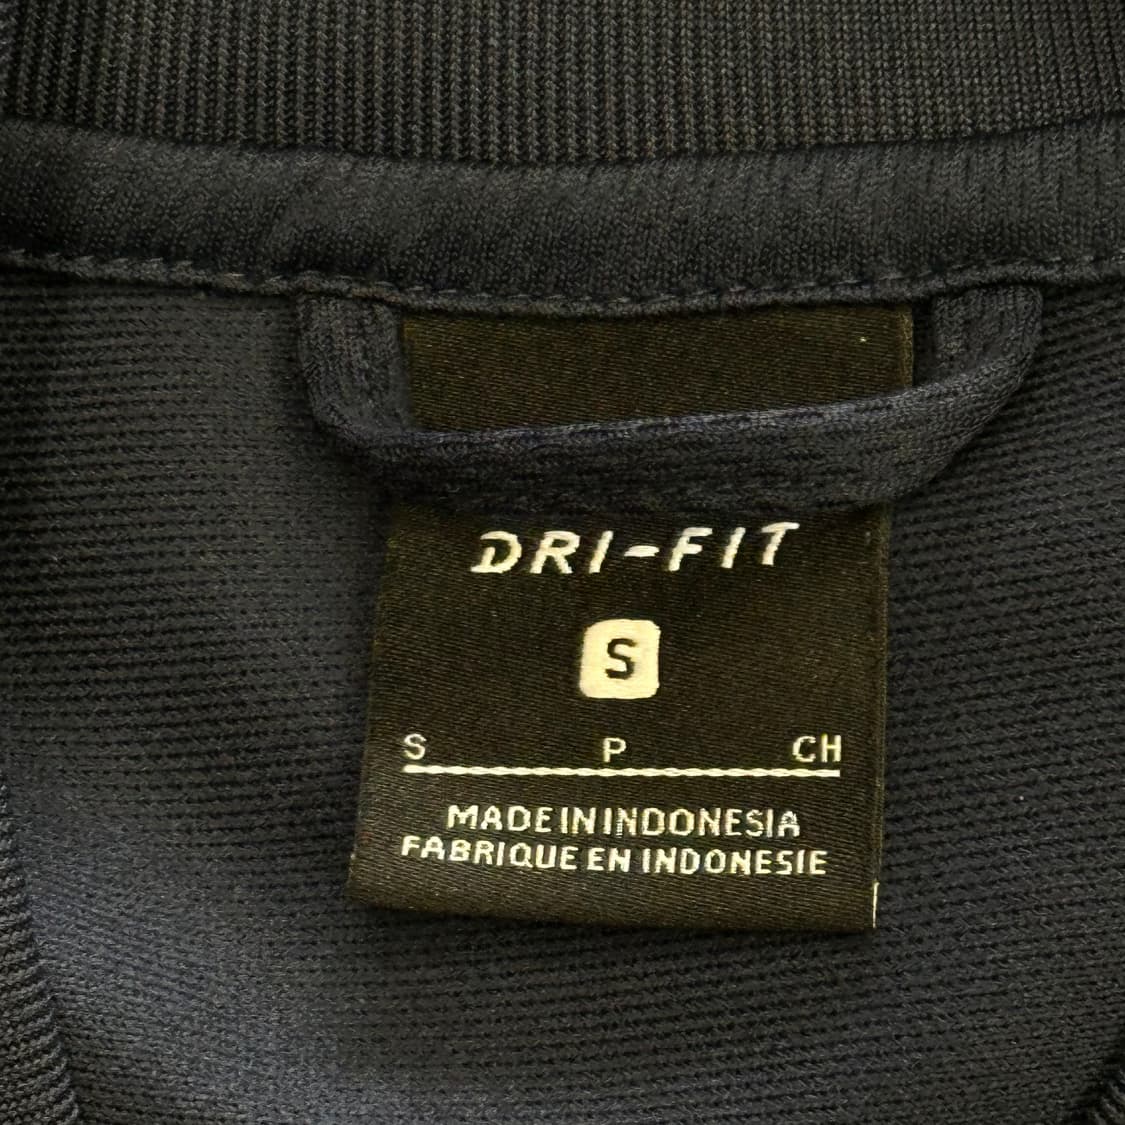 DRI-FIT
S
S P CH
MADE IN INDONESIA
FABRIQUE EN INDONESIE